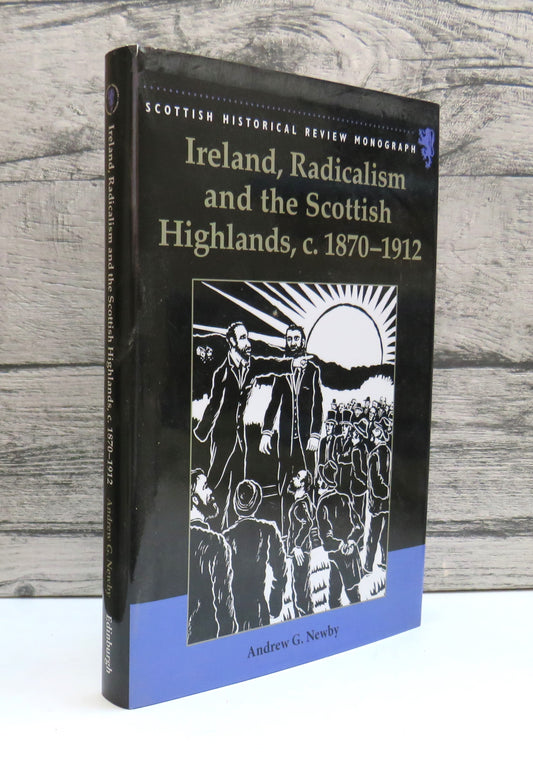 SCOTTISH HISTORICAL REVIEW MONOGRAPH
Ireland, Radicalism
and the Scottish
Highlands, c. 1870–1912
Andrew G. Newby
Ireland, Radicalism and the Scottish Highlands, c. 1870–1912 Andrew G. Newby Edinburgh